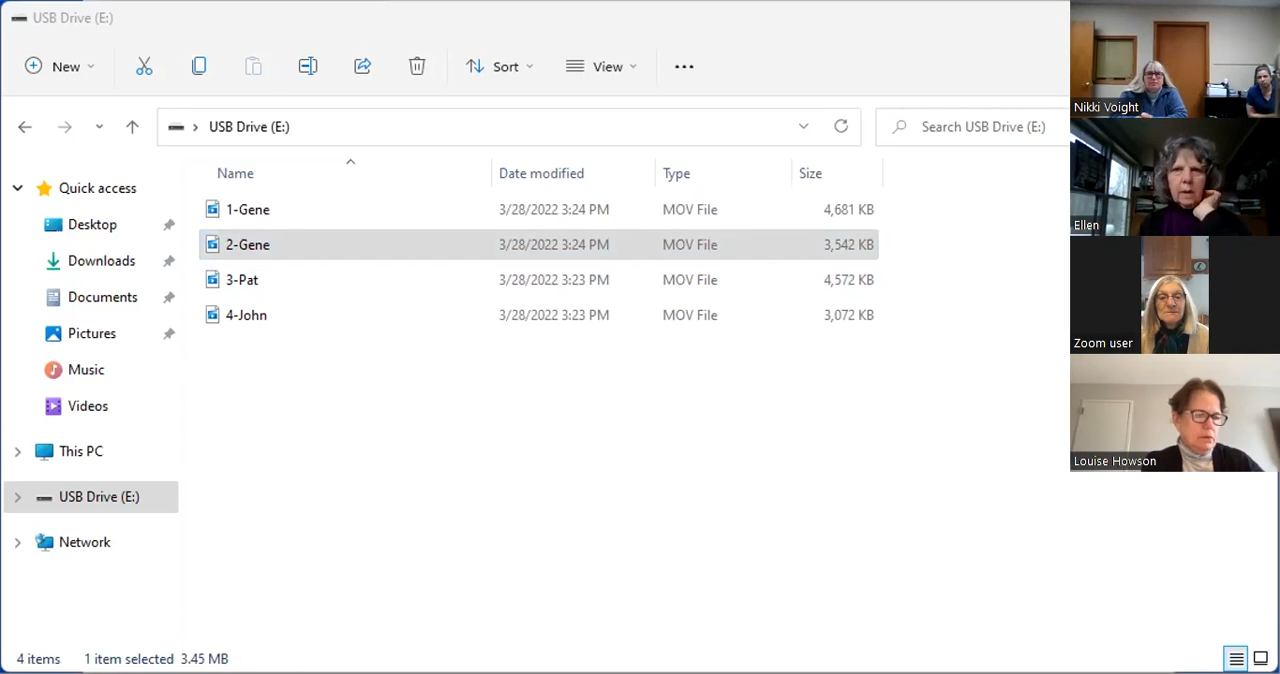 USB Drive (E:)
New
Sort
View
USB Drive (E:)
Search USB Drive (E:)
Name Date modified Type Size
1-Gene 3/28/2022 3:24 PM MOV File 4,681 KB
2-Gene 3/28/2022 3:24 PM MOV File 3,542 KB
3-Pat 3/28/2022 3:23 PM MOV File 4,572 KB
4-John 3/28/2022 3:23 PM MOV File 3,072 KB
Quick access
Desktop
Downloads
Documents
Pictures
Music
Videos
This PC
USB Drive (E:)
Network
4 items 1 item selected 3.45 MB
Nikki Voight
Ellen
Zoom user
Louise Howson